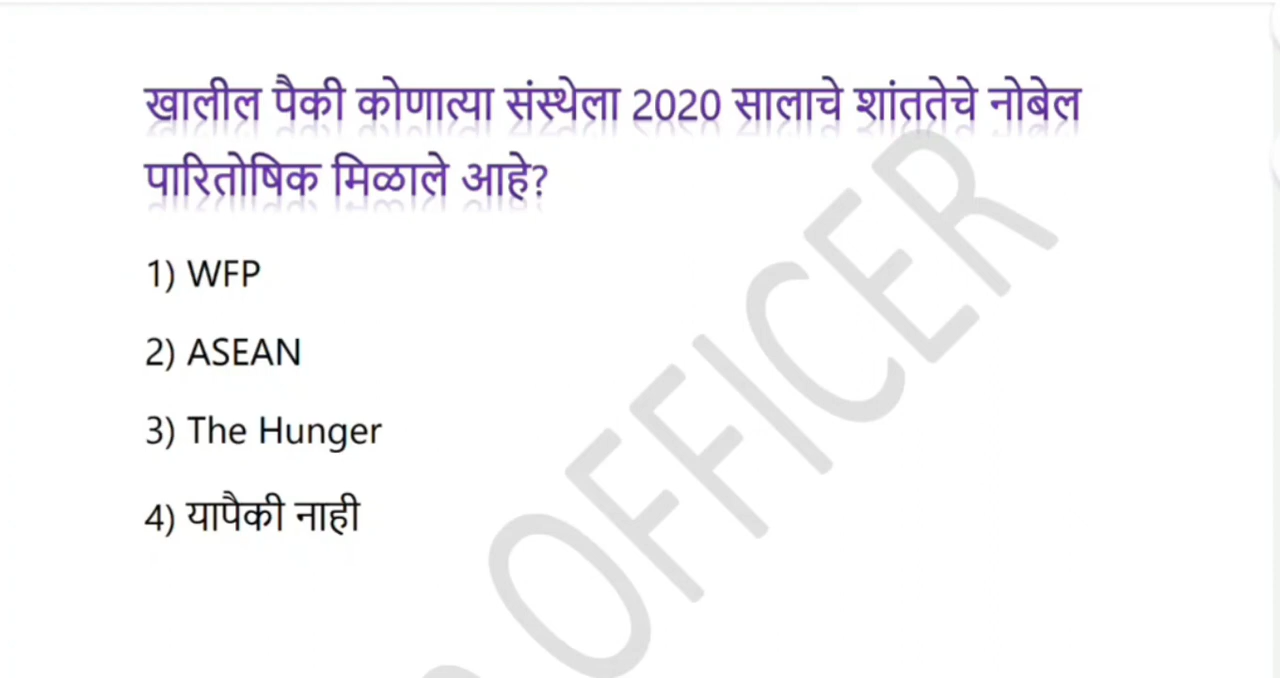 खालील पैकी कोणात्या संस्थेला 2020 सालाचे शांततेचे नोबेल
पारितोषिक मिळाले आहे?
1) WFP
2) ASEAN
3) The Hunger
4) यापैकी नाही
OFFICER